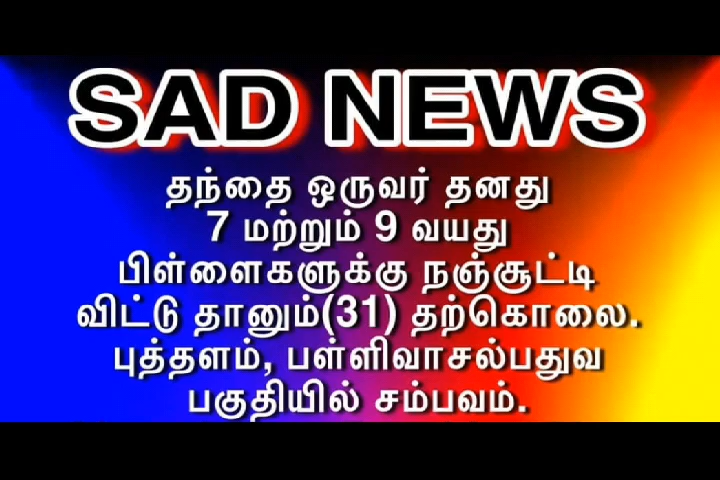 SAD NEWS
தந்தை ஒருவர் தனது
7 மற்றும் 9 வயது
பிள்ளைகளுக்கு நஞ்சூட்டி
விட்டு தானும்(31) தற்கொலை.
புத்தளம், பள்ளிவாசல்பதுவ
பகுதியில் சம்பவம்.